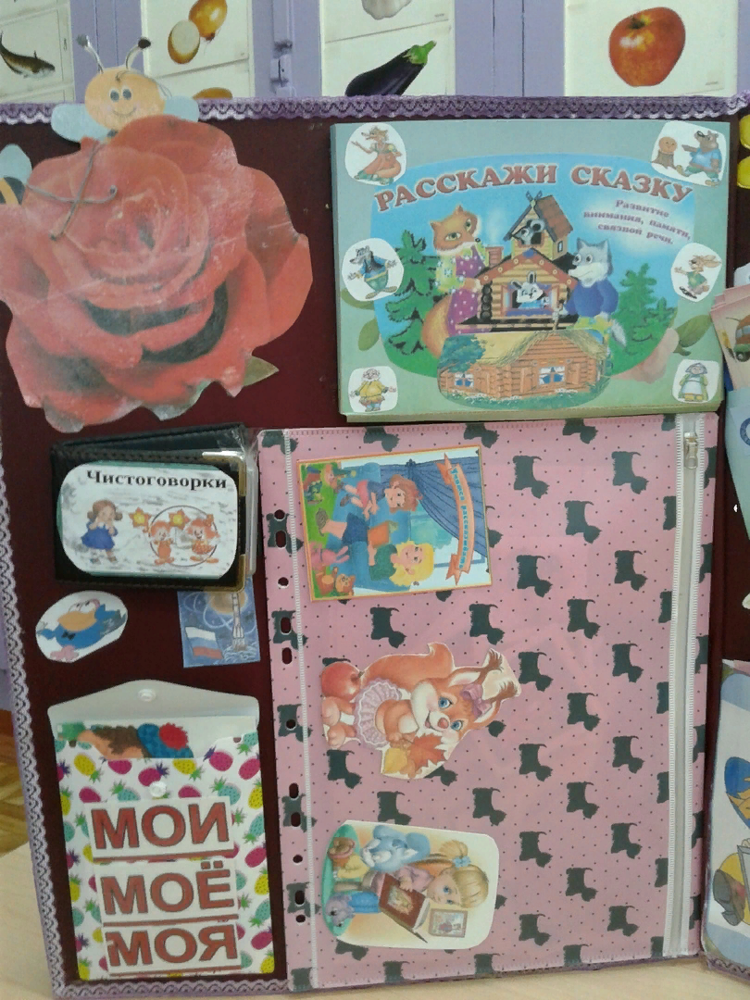 РАССКАЖИ СКАЗКУ
Развитие
внимания, памяти,
связной речи.
Чистоговорки
МОИ
МОЁ
МОЯ